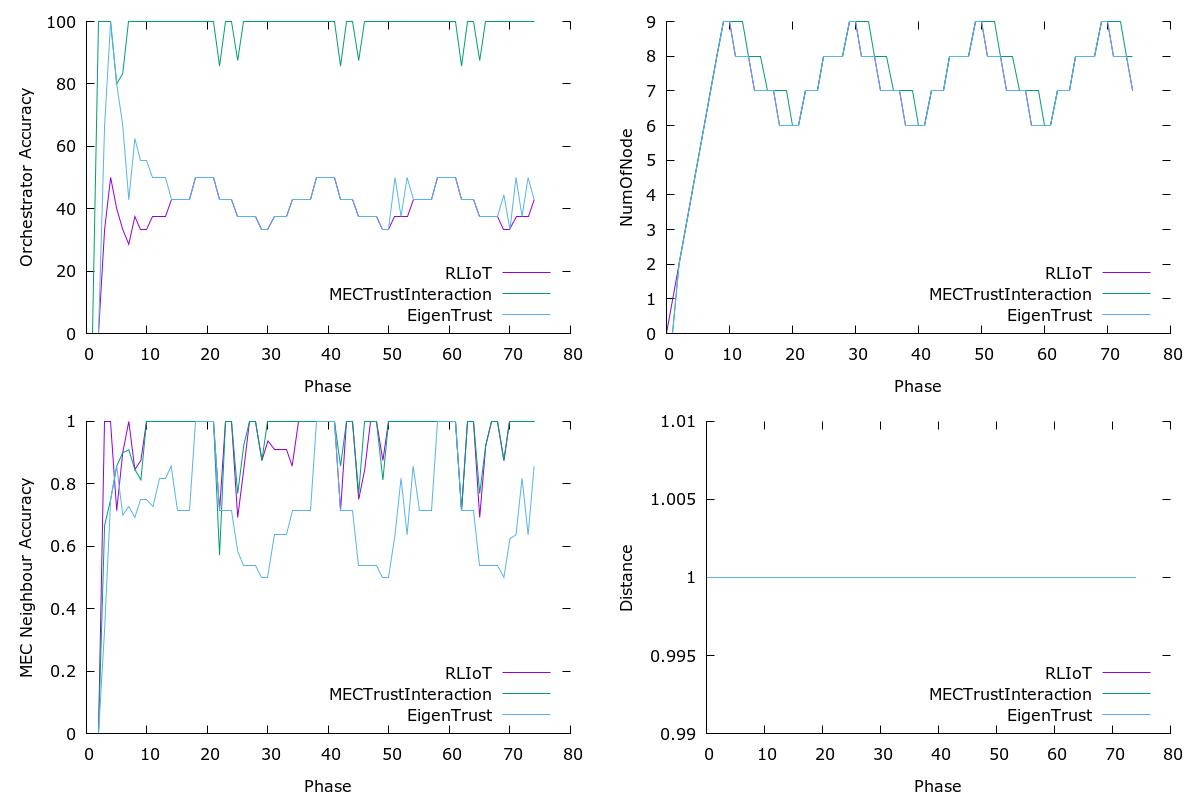 Orchestrator Accuracy
100
80
60
40
20
0
0 10 20 30 40 50 60 70 80
Phase
RLIoT
MECTrustInteraction
EigenTrust
NumOfNode
9
8
7
6
5
4
3
2
1
0
0 10 20 30 40 50 60 70 80
Phase
RLIoT
MECTrustInteraction
EigenTrust
MEC Neighbour Accuracy
1
0.8
0.6
0.4
0.2
0
0 10 20 30 40 50 60 70 80
Phase
RLIoT
MECTrustInteraction
EigenTrust
Distance
1.01
1.005
1
0.995
0.99
0 10 20 30 40 50 60 70 80
Phase
RLIoT
MECTrustInteraction
EigenTrust